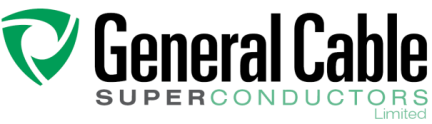 General Cable
SUPERCONDUCTORS
Limited